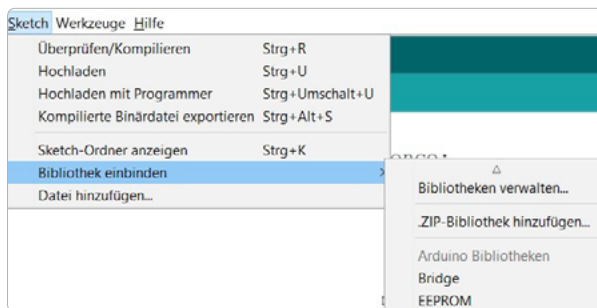 Sketch Werkzeuge Hilfe
Überprüfen/Kompilieren Strg+R
Hochladen Strg+U
Hochladen mit Programmer Strg+Umschalt+U
Kompilierte Binärdatei exportieren Strg+Alt+S
Sketch-Ordner anzeigen Strg+K
Bibliothek einbinden
Datei hinzufügen...
Bibliotheken verwalten...
.ZIP-Bibliothek hinzufügen...
Arduino Bibliotheken
Bridge
EEPROM